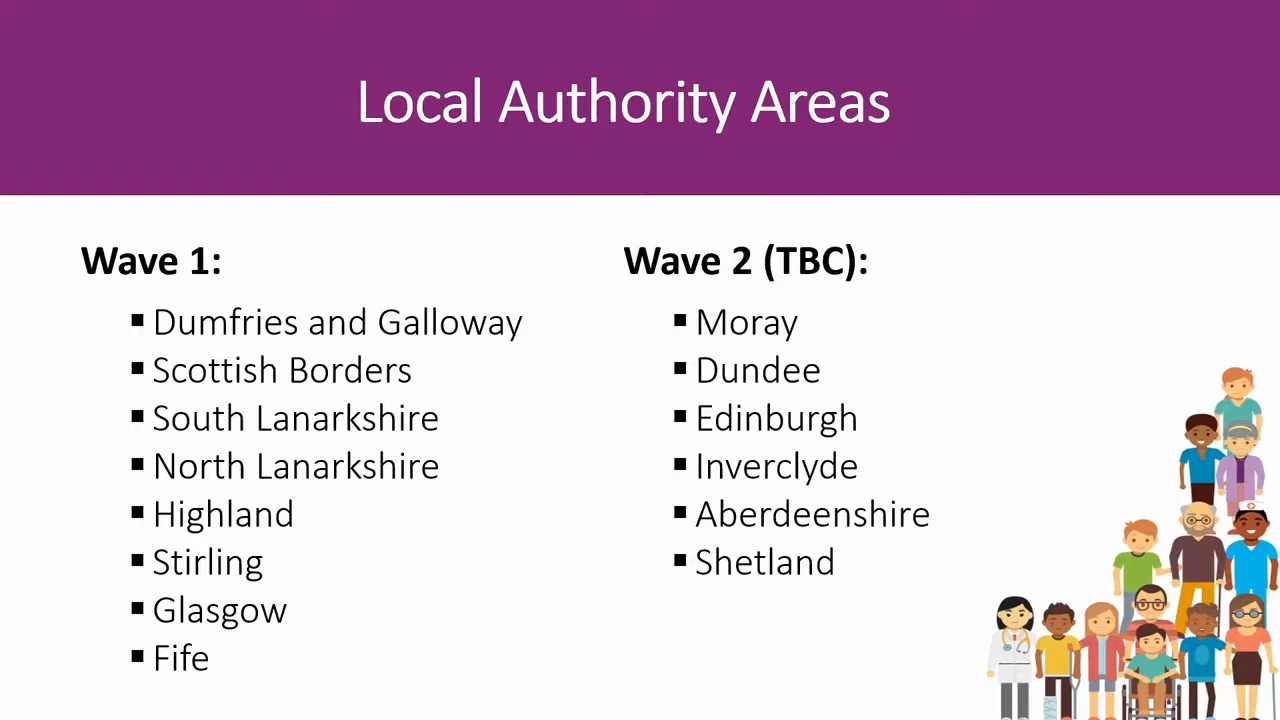 Local Authority Areas
Wave 1:
▪ Dumfries and Galloway
▪ Scottish Borders
▪ South Lanarkshire
▪ North Lanarkshire
▪ Highland
▪ Stirling
▪ Glasgow
▪ Fife
Wave 2 (TBC):
▪ Moray
▪ Dundee
▪ Edinburgh
▪ Inverclyde
▪ Aberdeenshire
▪ Shetland